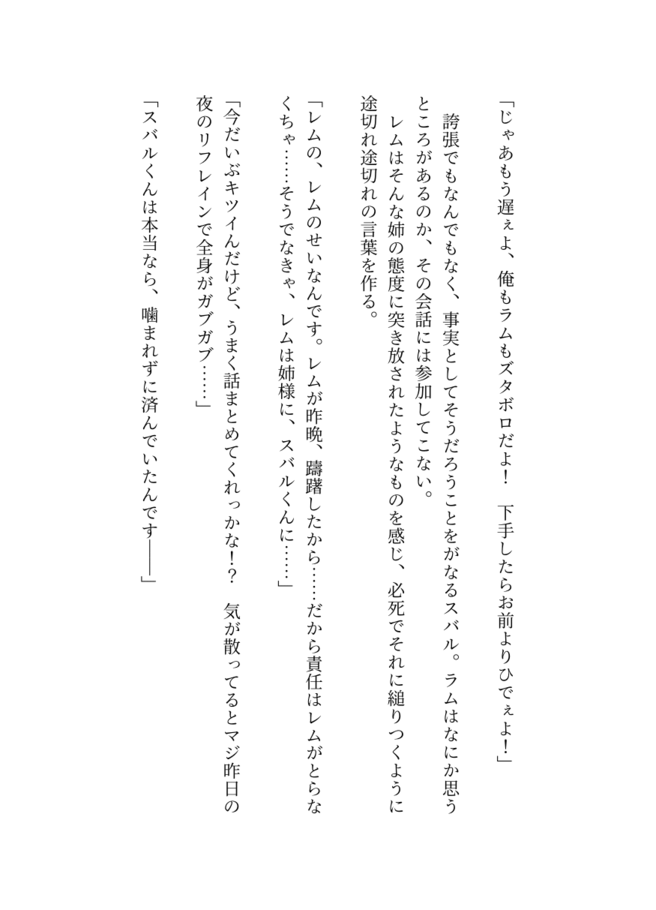 「じゃあもう遅ぇよ、俺もラムもズタボロだよ！　下手したらお前よりひでぇよ！」
　誇張でもなんでもなく、事実としてそうだろうことをがなるスバル。ラムはなにか思う
ところがあるのか、その会話には参加してこない。
　レムはそんな姉の態度に突き放されたようなものを感じ、必死でそれに縋りつくように
途切れ途切れの言葉を作る。
「レムの、レムのせいなんです。レムが昨晩、躊躇したから……だから責任はレムがとらな
くちゃ……そうでなきゃ、レムは姉様に、スバルくんに……」
「今だいぶキツイんだけど、うまく話まとめてくれっかな！？　気が散ってるとマジ昨日の
夜のリフレインで全身がガブガブ……」
「スバルくんは本当なら、噛まれずに済んでいたんです――」